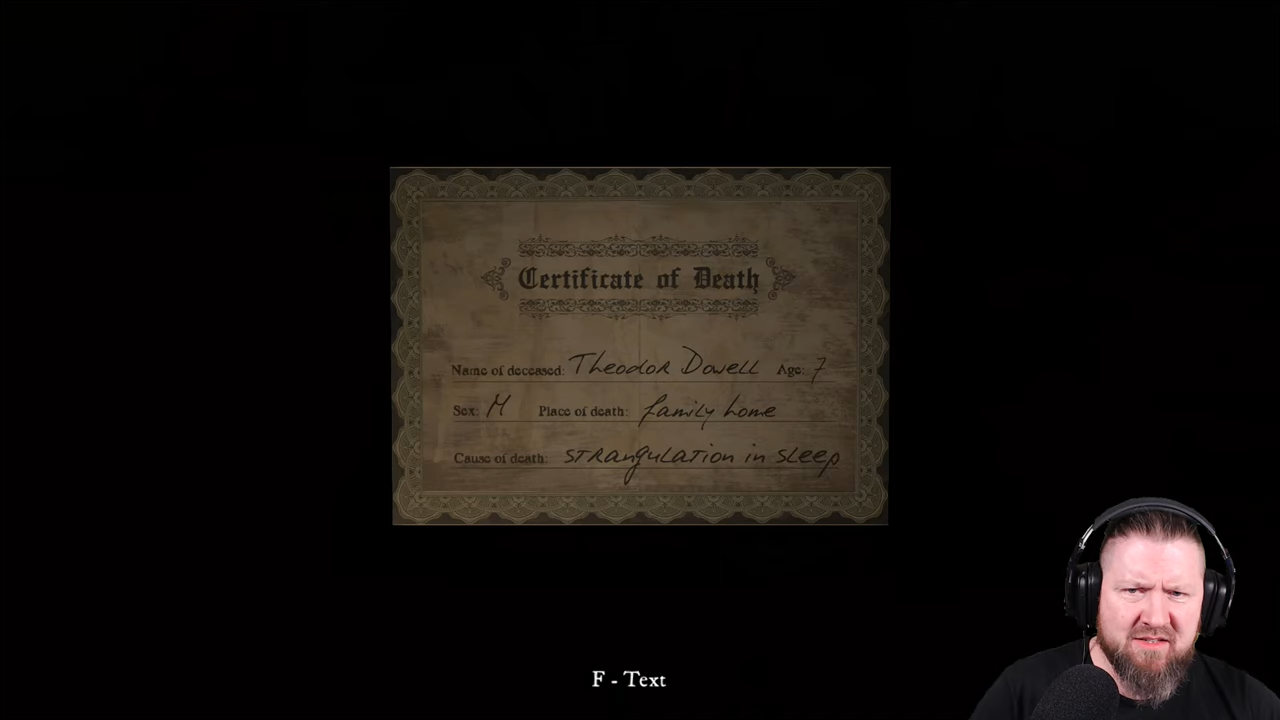 Certificate of Death
Name of deceased: Theodor Dowell Age: 7
Sex: M Place of death: family home
Cause of death: strangulation in sleep
F - Text